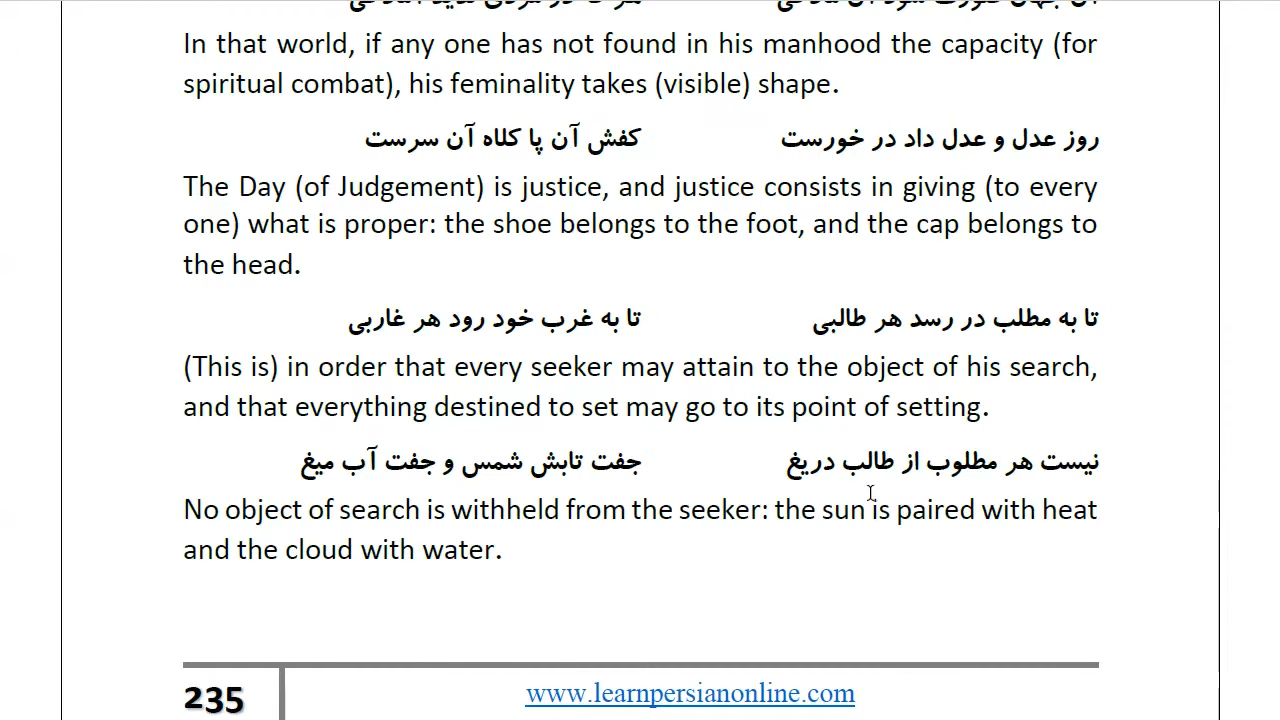 In that world, if any one has not found in his manhood the capacity (for
spiritual combat), his feminality takes (visible) shape.
روز عدل و عدل داد در خورست کفش آن پا کلاه آن سرست
The Day (of Judgement) is justice, and justice consists in giving (to every
one) what is proper: the shoe belongs to the foot, and the cap belongs to
the head.
تا به مطلب در رسد هر طالبی تا به غرب خود رود هر غاربی
(This is) in order that every seeker may attain to the object of his search,
and that everything destined to set may go to its point of setting.
نیست هر مطلوب از طالب دریغ جفت تابش شمس و جفت آب میغ
No object of search is withheld from the seeker: the sun is paired with heat
and the cloud with water.
235 www.learnpersianonline.com